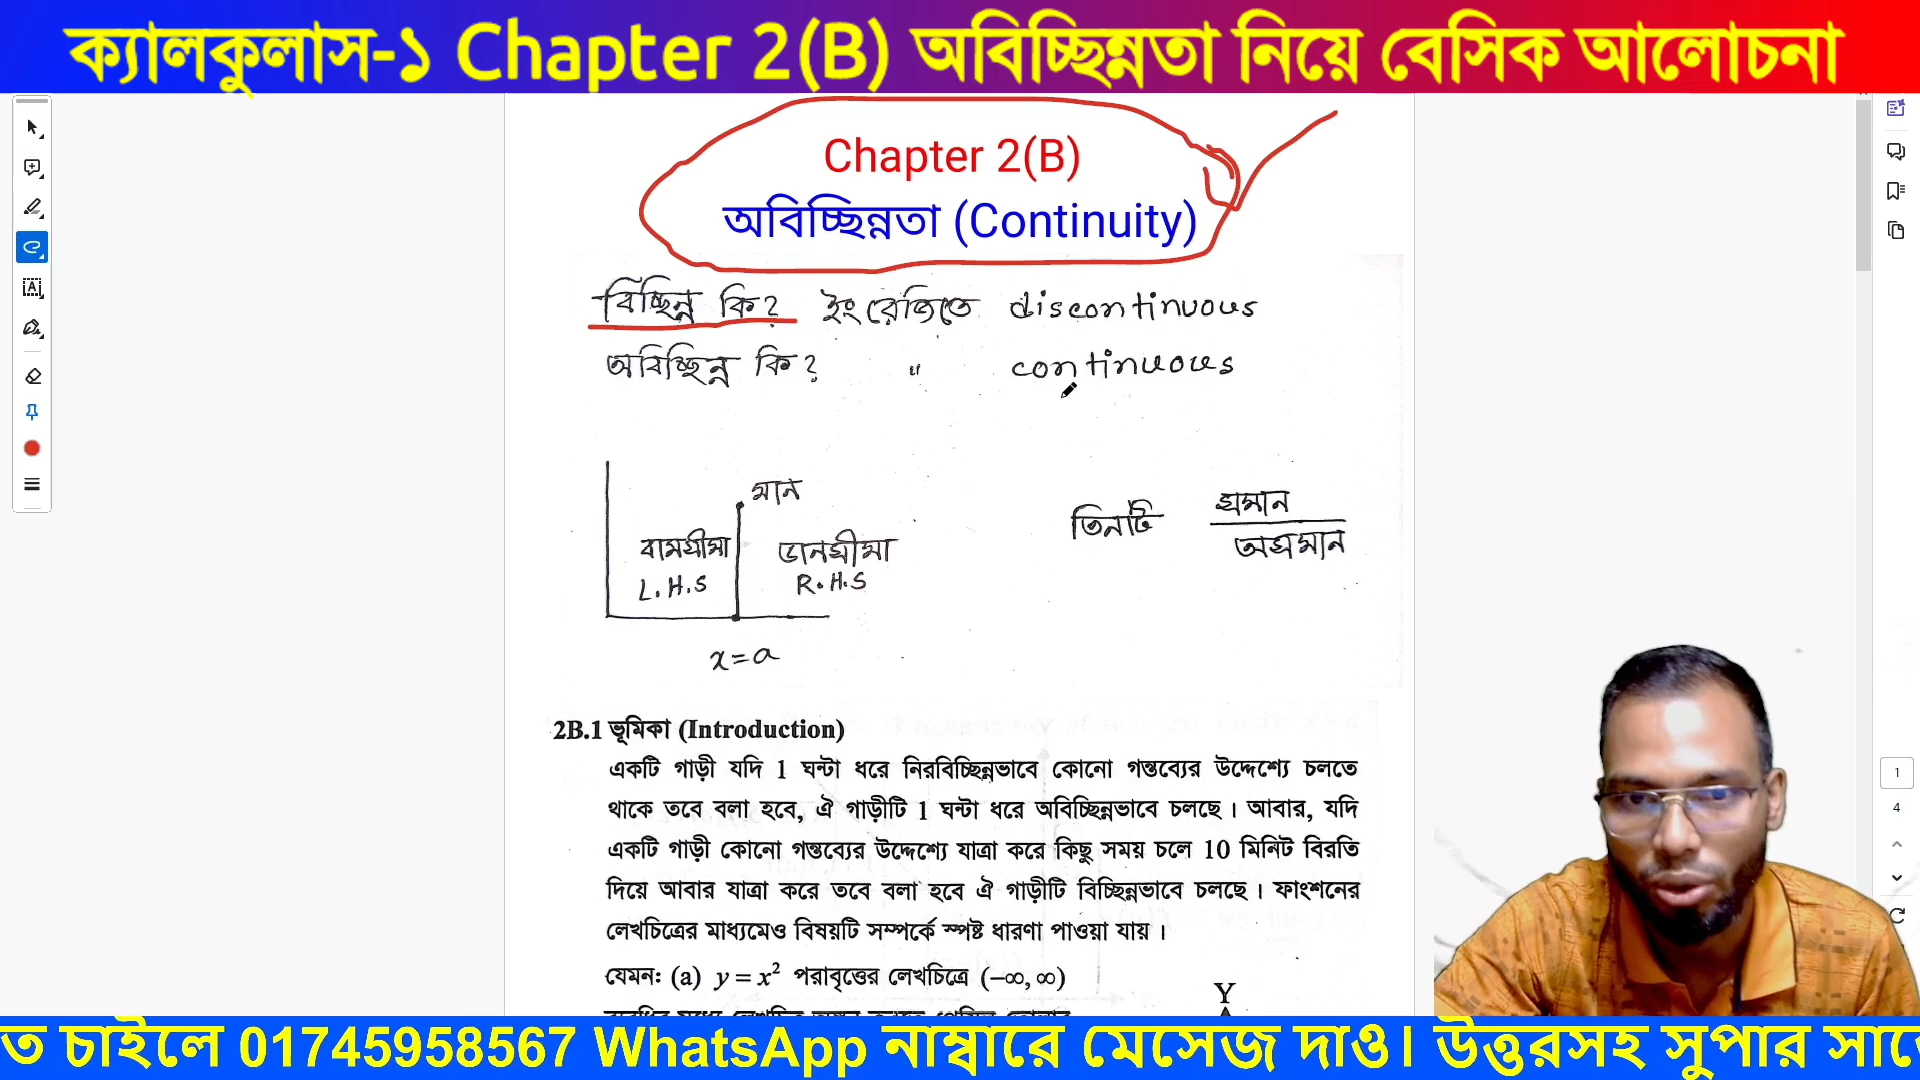 ক্যালকুলাস-১ Chapter 2(B) অবিচ্ছিন্নতা নিয়ে বেসিক আলোচনা
Chapter 2(B)
অবিচ্ছিন্নতা (Continuity)
বিচ্ছিন্ন কি? ইংরেজিতে discontinuous
অবিচ্ছিন্ন কি? " continuous
মান
বামসীমা
L.H.S
ডানসীমা
R.H.S
x=a
তিনটি
সমান
অসমান
2B.1 ভূমিকা (Introduction)
একটি গাড়ী যদি 1 ঘন্টা ধরে নিরবিচ্ছিন্নভাবে কোনো গন্তব্যের উদ্দেশ্যে চলতে
থাকে তবে বলা হবে, ঐ গাড়ীটি 1 ঘন্টা ধরে অবিচ্ছিন্নভাবে চলছে। আবার, যদি
একটি গাড়ী কোনো গন্তব্যের উদ্দেশ্যে যাত্রা করে কিছু সময় চলে 10 মিনিট বিরতি
দিয়ে আবার যাত্রা করে তবে বলা হবে ঐ গাড়ীটি বিচ্ছিন্নভাবে চলছে। ফাংশনের
লেখচিত্রের মাধ্যমেও বিষয়টি সম্পর্কে স্পষ্ট ধারণা পাওয়া যায়।
যেমন: (a) y = x² পরাবৃত্তের লেখচিত্রে (−∞, ∞)
Y
1
4
ত চাইলে 01745958567 WhatsApp নাম্বারে মেসেজ দাও। উত্তরসহ সুপার